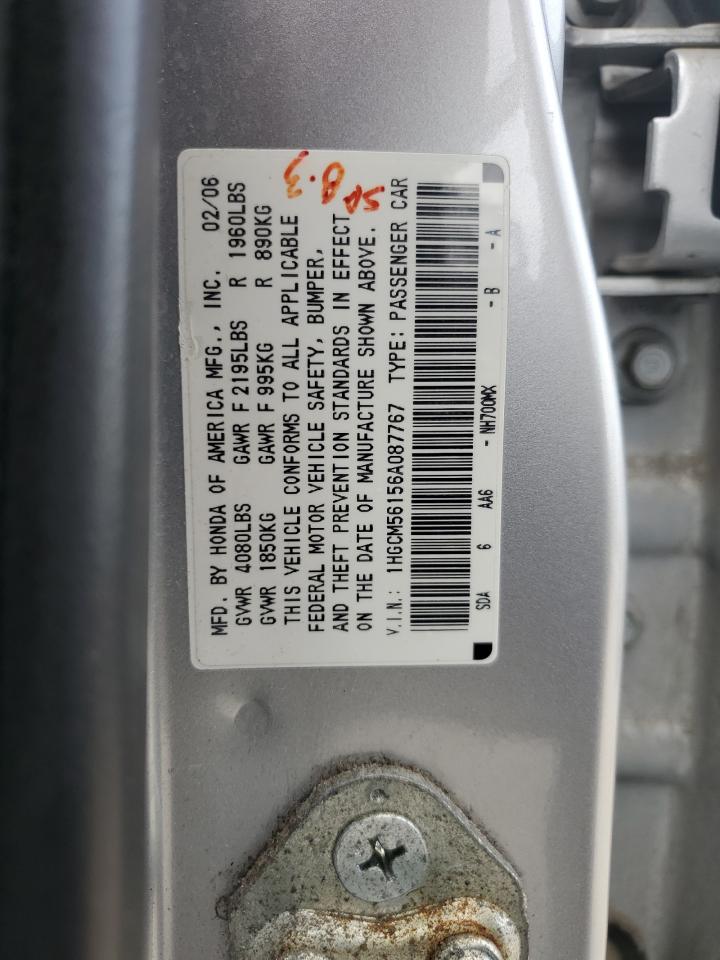 MFD. BY HONDA OF AMERICA MFG., INC. 02/06
GVWR 4080LBS GAWR F 2195LBS R 1960LBS
GVWR 1850KG GAWR F 995KG R 890KG
THIS VEHICLE CONFORMS TO ALL APPLICABLE
FEDERAL MOTOR VEHICLE SAFETY, BUMPER,
AND THEFT PREVENTION STANDARDS IN EFFECT
ON THE DATE OF MANUFACTURE SHOWN ABOVE.
V.I.N.: 1HGCM56156A087767 TYPE: PASSENGER CAR
SDA 6 AA6 - NH700MX - B - A